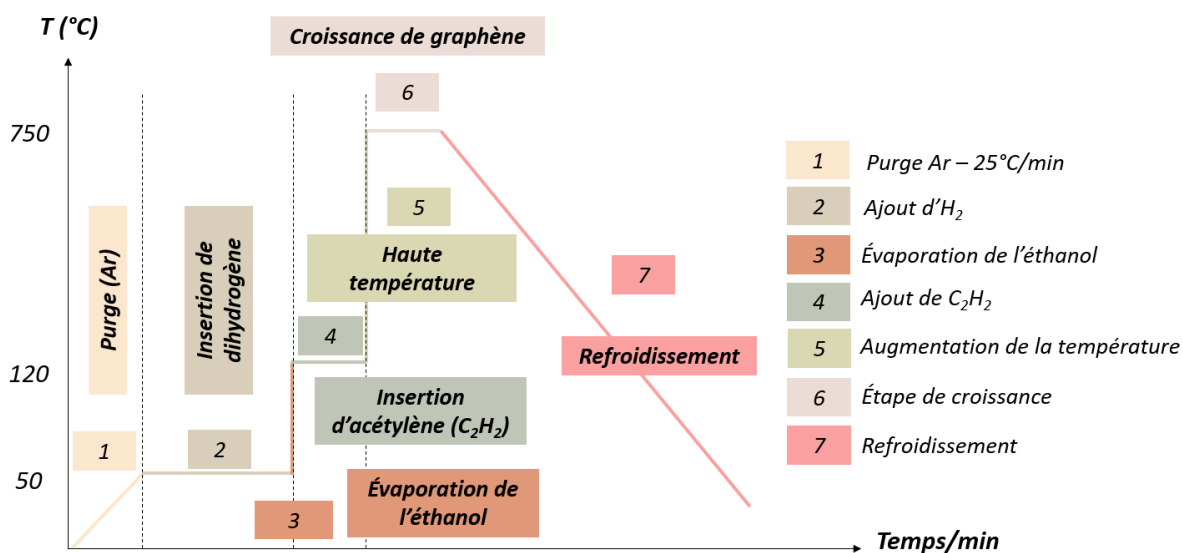 T (°C)
Croissance de graphène
6
750
5
Purge (Ar)
Insertion de
dihydrogène
Haute
température
4
7
Refroidissement
120
Insertion
d'acétylène (C₂H₂)
1
2
50
3
Évaporation de
l'éthanol
Temps/min
1 Purge Ar – 25°C/min
2 Ajout d'H₂
3 Évaporation de l'éthanol
4 Ajout de C₂H₂
5 Augmentation de la température
6 Étape de croissance
7 Refroidissement